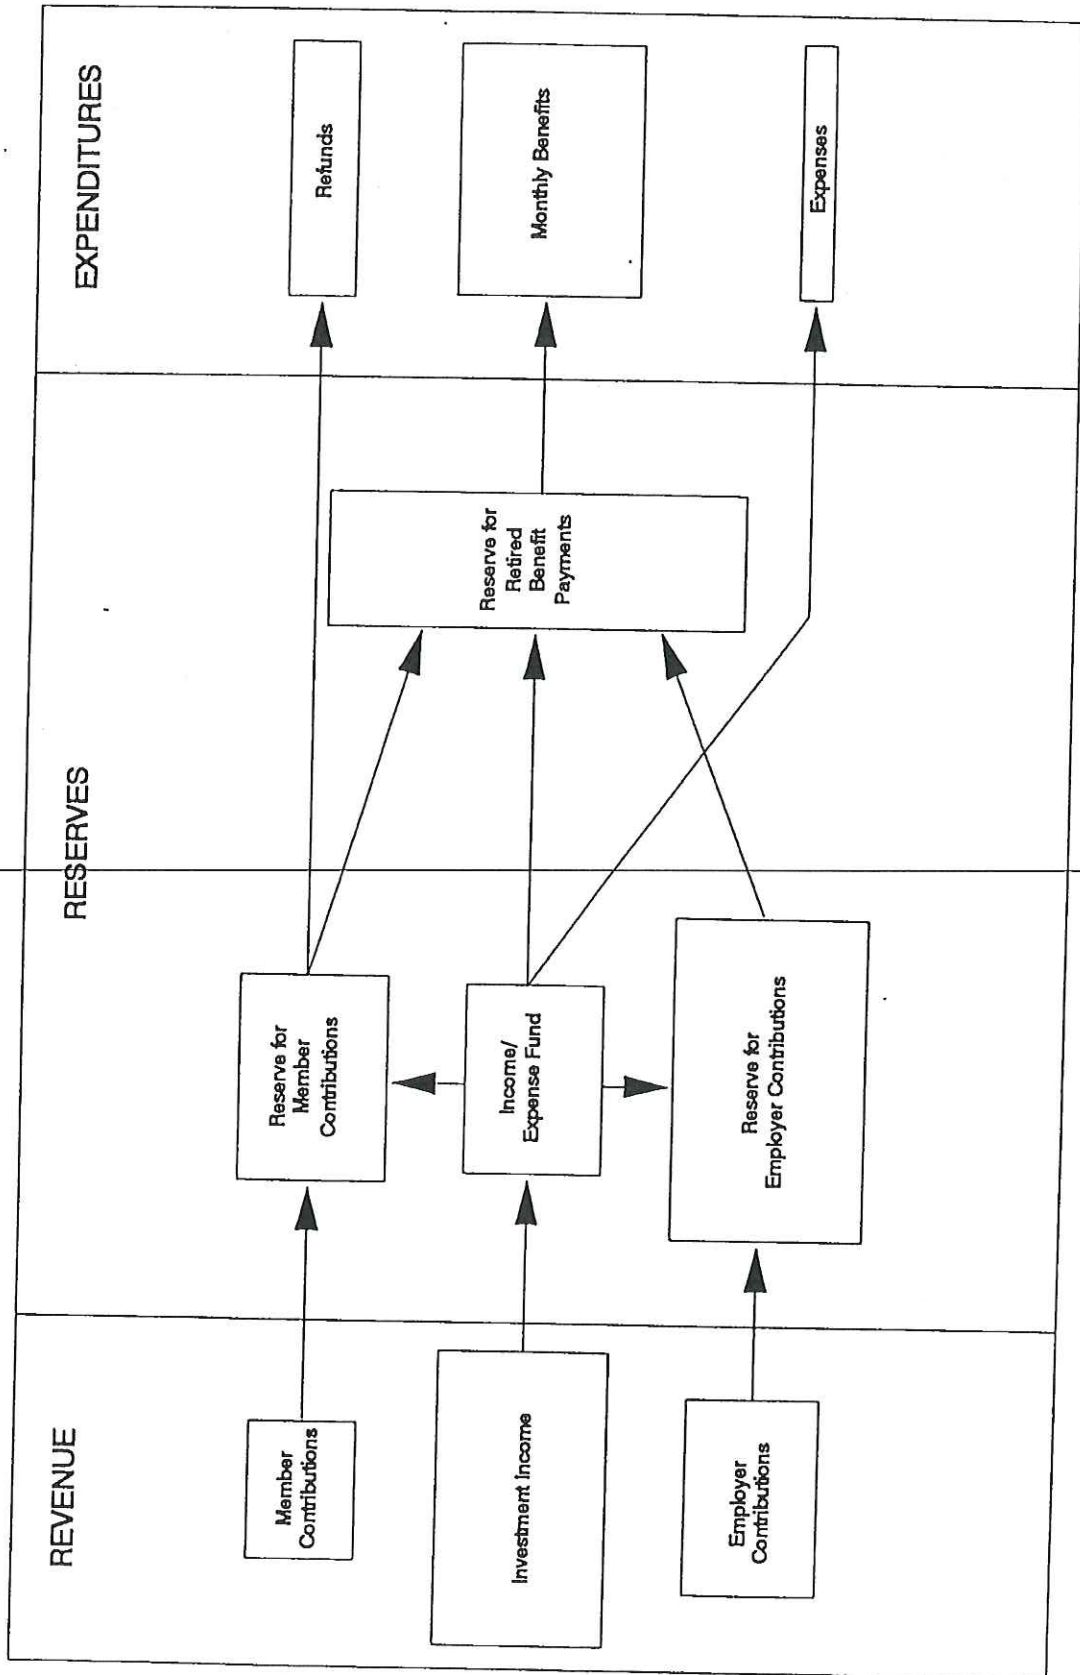 REVENUE
RESERVES
EXPENDITURES
Member
Contributions
Reserve for
Member
Contributions
Refunds
Investment Income
Income/
Expense Fund
Reserve for
Retired
Benefit
Payments
Monthly Benefits
Employer
Contributions
Reserve for
Employer Contributions
Expenses